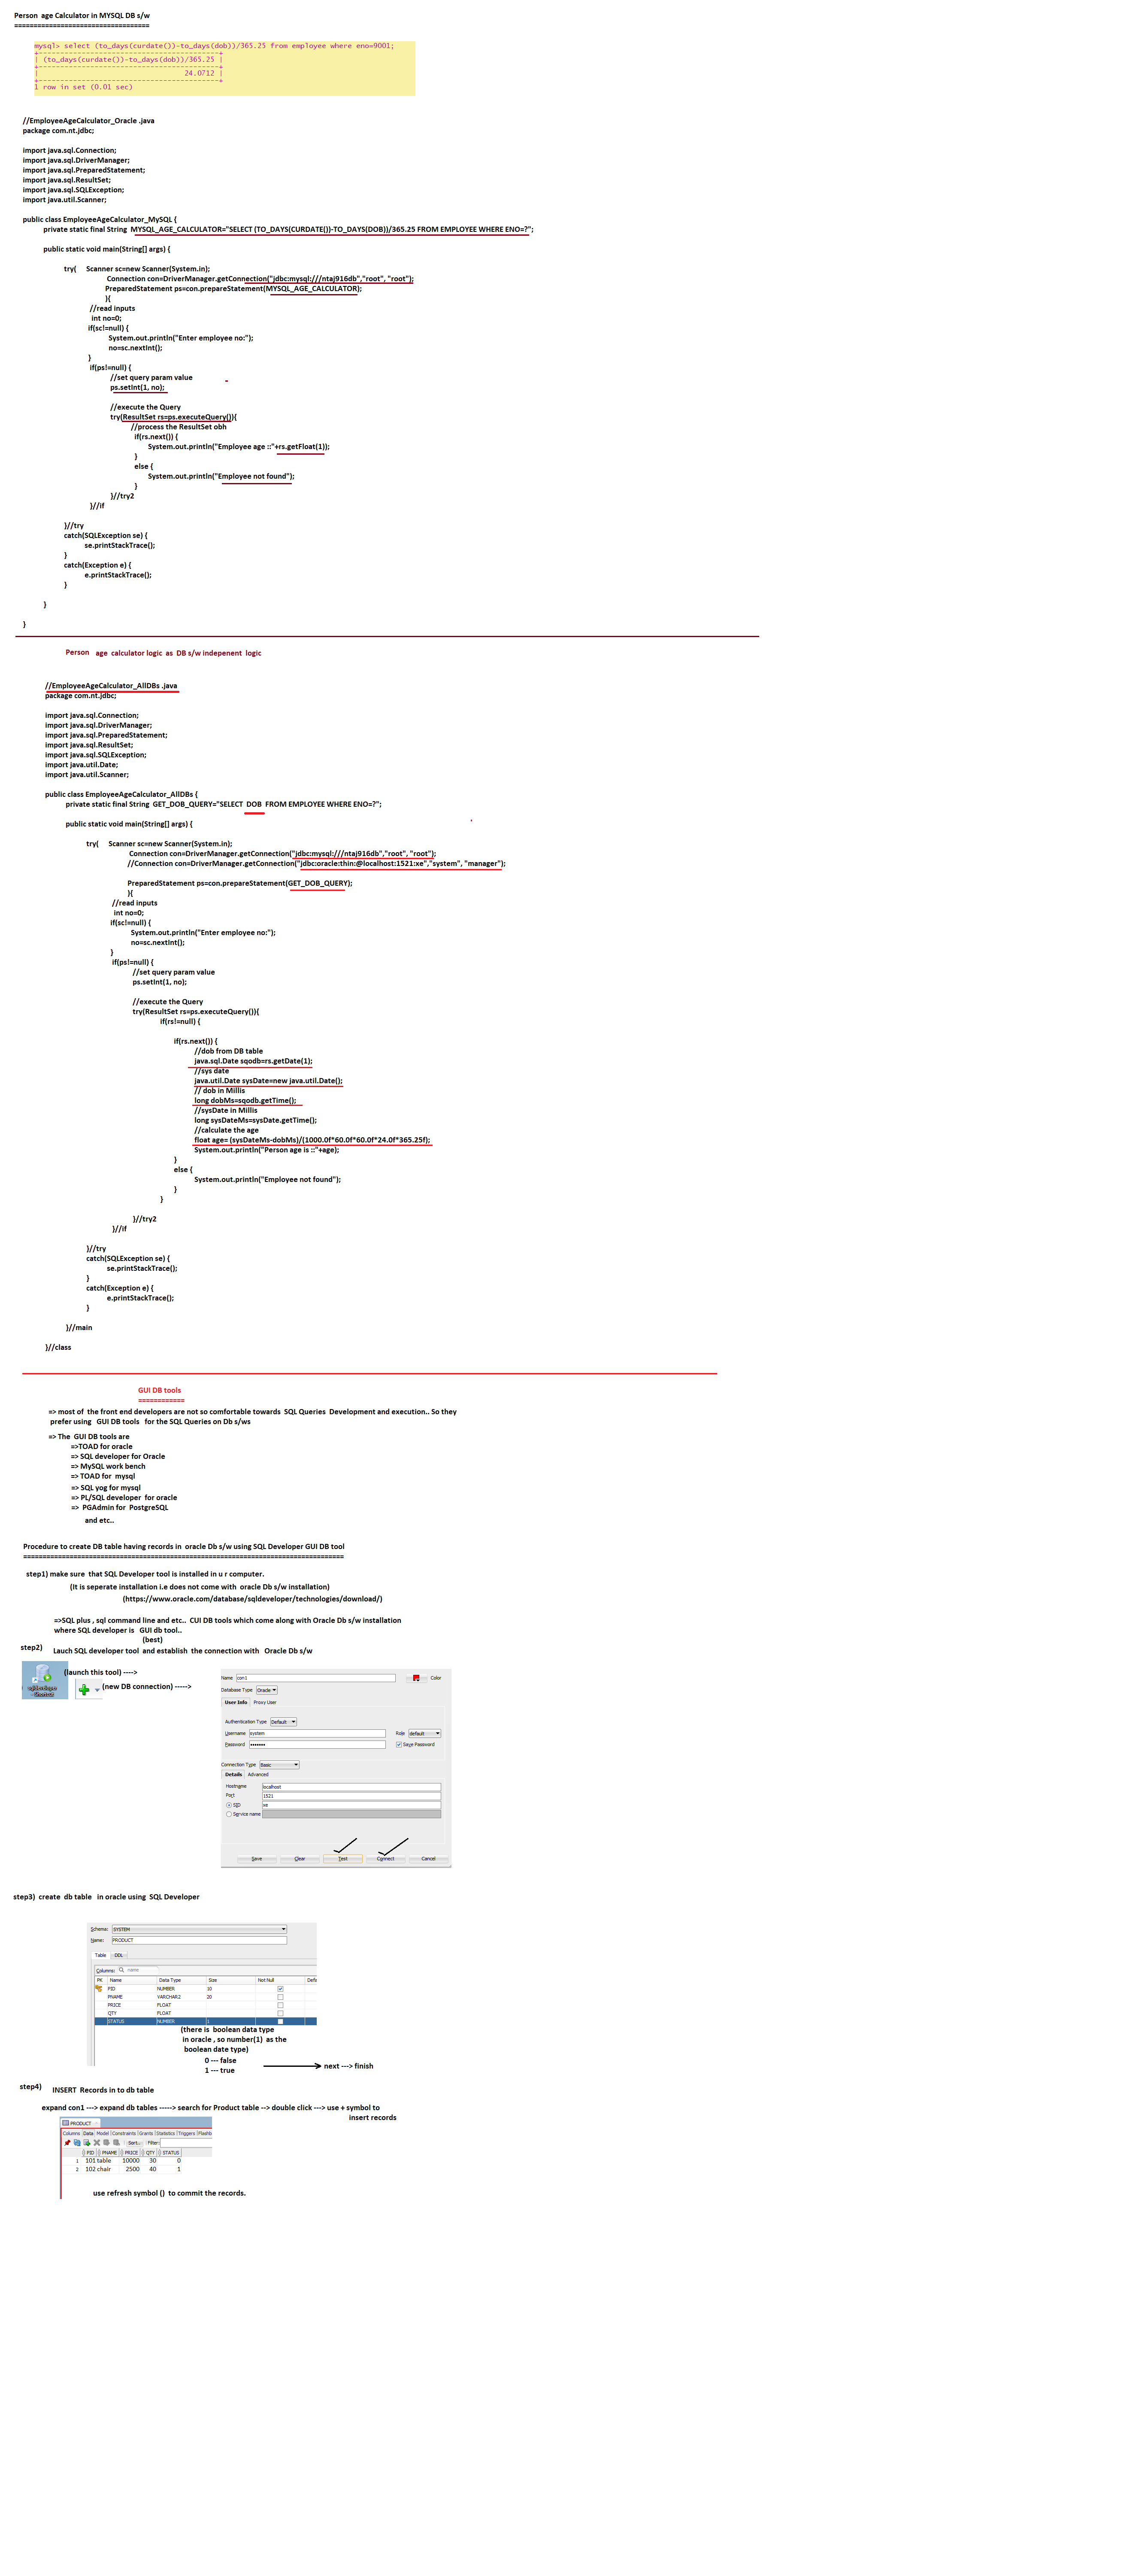 Person age Calculator in MYSQL DB s/w
===================================
mysql> select (to_days(curdate())-to_days(dob))/365.25 from employee where eno=9001;
+------------------------------------------+
| (to_days(curdate())-to_days(dob))/365.25 |
+------------------------------------------+
| 24.0712 |
+------------------------------------------+
1 row in set (0.01 sec)
//EmployeeAgeCalculator_Oracle .java
package com.nt.jdbc;
import java.sql.Connection;
import java.sql.DriverManager;
import java.sql.PreparedStatement;
import java.sql.ResultSet;
import java.sql.SQLException;
import java.util.Scanner;
public class EmployeeAgeCalculator_MySQL {
private static final String MYSQL_AGE_CALCULATOR="SELECT (TO_DAYS(CURDATE())-TO_DAYS(DOB))/365.25 FROM EMPLOYEE WHERE ENO=?";
public static void main(String[] args) {
try( Scanner sc=new Scanner(System.in);
Connection con=DriverManager.getConnection("jdbc:mysql:///ntaj916db","root", "root");
PreparedStatement ps=con.prepareStatement(MYSQL_AGE_CALCULATOR);
){
//read inputs
int no=0;
if(sc!=null) {
System.out.println("Enter employee no:");
no=sc.nextInt();
}
if(ps!=null) {
//set query param value
ps.setInt(1, no);
//execute the Query
try(ResultSet rs=ps.executeQuery()){
//process the ResultSet obh
if(rs.next()) {
System.out.println("Employee age ::"+rs.getFloat(1));
}
else {
System.out.println("Employee not found");
}
}//try2
}//if
}//try
catch(SQLException se) {
se.printStackTrace();
}
catch(Exception e) {
e.printStackTrace();
}
}
}
Person age calculator logic as DB s/w indepenent logic
//EmployeeAgeCalculator_AllDBs .java
package com.nt.jdbc;
import java.sql.Connection;
import java.sql.DriverManager;
import java.sql.PreparedStatement;
import java.sql.ResultSet;
import java.sql.SQLException;
import java.util.Date;
import java.util.Scanner;
public class EmployeeAgeCalculator_AllDBs {
private static final String GET_DOB_QUERY="SELECT DOB FROM EMPLOYEE WHERE ENO=?";
public static void main(String[] args) {
try( Scanner sc=new Scanner(System.in);
Connection con=DriverManager.getConnection("jdbc:mysql:///ntaj916db","root", "root");
//Connection con=DriverManager.getConnection("jdbc:oracle:thin:@localhost:1521:xe","system", "manager");
PreparedStatement ps=con.prepareStatement(GET_DOB_QUERY);
){
//read inputs
int no=0;
if(sc!=null) {
System.out.println("Enter employee no:");
no=sc.nextInt();
}
if(ps!=null) {
//set query param value
ps.setInt(1, no);
//execute the Query
try(ResultSet rs=ps.executeQuery()){
if(rs!=null) {
if(rs.next()) {
//dob from DB table
java.sql.Date sqodb=rs.getDate(1);
//sys date
java.util.Date sysDate=new java.util.Date();
// dob in Millis
long dobMs=sqodb.getTime();
//sysDate in Millis
long sysDateMs=sysDate.getTime();
//calculate the age
float age= (sysDateMs-dobMs)/(1000.0f*60.0f*60.0f*24.0f*365.25f);
System.out.println("Person age is ::"+age);
}
else {
System.out.println("Employee not found");
}
}
}//try2
}//if
}//try
catch(SQLException se) {
se.printStackTrace();
}
catch(Exception e) {
e.printStackTrace();
}
}//main
}//class
GUI DB tools
============
=> most of the front end developers are not so comfortable towards SQL Queries Development and execution.. So they
prefer using GUI DB tools for the SQL Queries on Db s/ws
=> The GUI DB tools are
=>TOAD for oracle
=> SQL developer for Oracle
=> MySQL work bench
=> TOAD for mysql
=> SQL yog for mysql
=> PL/SQL developer for oracle
=> PGAdmin for PostgreSQL
and etc..
Procedure to create DB table having records in oracle Db s/w using SQL Developer GUI DB tool
===================================================================================
step1) make sure that SQL Developer tool is installed in u r computer.
(It is seperate installation i.e does not come with oracle Db s/w installation)
(https://www.oracle.com/database/sqldeveloper/technologies/download/)
=>SQL plus , sql command line and etc.. CUI DB tools which come along with Oracle Db s/w installation
where SQL developer is GUI db tool..
(best)
step2) Lauch SQL developer tool and establish the connection with Oracle Db s/w
(launch this tool) ---->
(new DB connection) ----->
Name con1 Color
Database Type Oracle
User Info Proxy User
Authentication Type Default
Username system Role default
Password ••••••• Save Password
Connection Type Basic
Details Advanced
Hostname localhost
Port 1521
SID xe
Service name
Save Clear Test Connect Cancel
step3) create db table in oracle using SQL Developer
Schema: SYSTEM
Name: PRODUCT
Table DDL
Columns: name
PK Name Data Type Size Not Null Defa
PID NUMBER 10
PNAME VARCHAR2 20
PRICE FLOAT
QTY FLOAT
STATUS NUMBER 1
(there is boolean data type
in oracle , so number(1) as the
boolean date type)
0 --- false
1 --- true
next ---> finish
step4) INSERT Records in to db table
expand con1 ---> expand db tables -----> search for Product table --> double click ---> use + symbol to
insert records
PRODUCT
Columns Data Model Constraints Grants Statistics Triggers Flashb
Sort.. Filter:
PID PNAME PRICE QTY STATUS
1 101 table 10000 30 0
2 102 chair 2500 40 1
use refresh symbol () to commit the records.